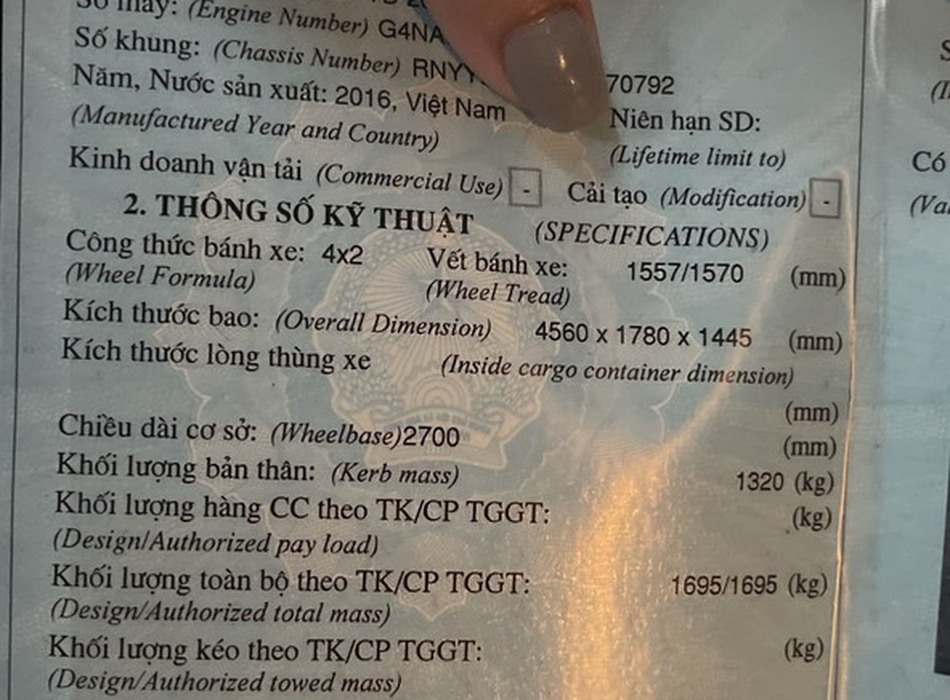 Số máy: (Engine Number) G4NA
Số khung: (Chassis Number) RNYY 70792
Năm, Nước sản xuất: 2016, Việt Nam Niên hạn SD:
(Manufactured Year and Country) (Lifetime limit to)
Kinh doanh vận tải (Commercial Use) - Cải tạo (Modification) -
2. THÔNG SỐ KỸ THUẬT (SPECIFICATIONS)
Công thức bánh xe: 4x2 Vết bánh xe: 1557/1570 (mm)
(Wheel Formula) (Wheel Tread)
Kích thước bao: (Overall Dimension) 4560 x 1780 x 1445 (mm)
Kích thước lòng thùng xe (Inside cargo container dimension)
(mm)
Chiều dài cơ sở: (Wheelbase)2700 (mm)
Khối lượng bản thân: (Kerb mass) 1320 (kg)
Khối lượng hàng CC theo TK/CP TGGT: (kg)
(Design/Authorized pay load)
Khối lượng toàn bộ theo TK/CP TGGT: 1695/1695 (kg)
(Design/Authorized total mass)
Khối lượng kéo theo TK/CP TGGT: (kg)
(Design/Authorized towed mass)
Có